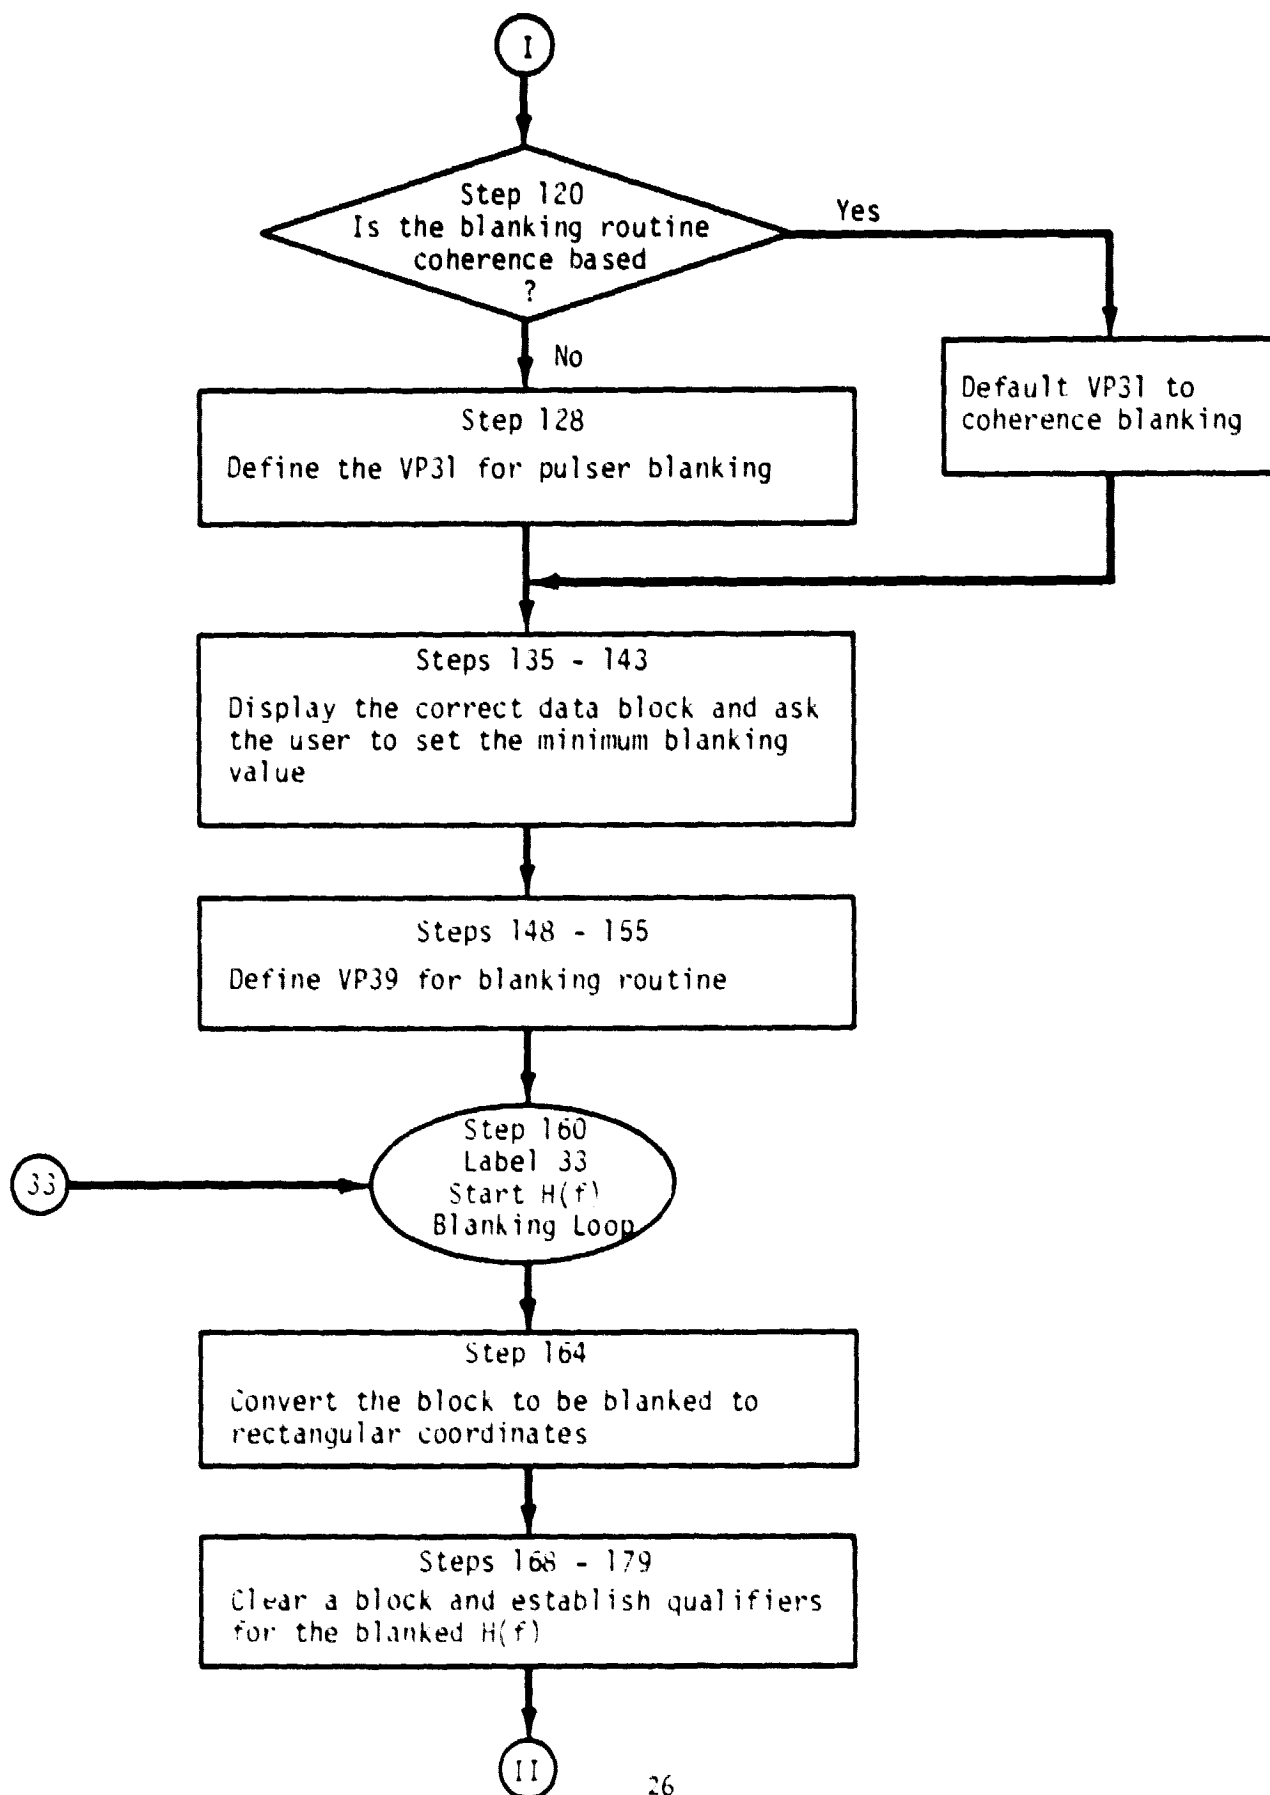 I
Step 120
Is the blanking routine
coherence based
?
Yes
No
Default VP31 to
coherence blanking
Step 128
Define the VP31 for pulser blanking
Steps 135 - 143
Display the correct data block and ask
the user to set the minimum blanking
value
Steps 148 - 155
Define VP39 for blanking routine
33
Step 160
Label 33
Start H(f)
Blanking Loop
Step 164
Convert the block to be blanked to
rectangular coordinates
Steps 168 - 179
Clear a block and establish qualifiers
for the blanked H(f)
II
26